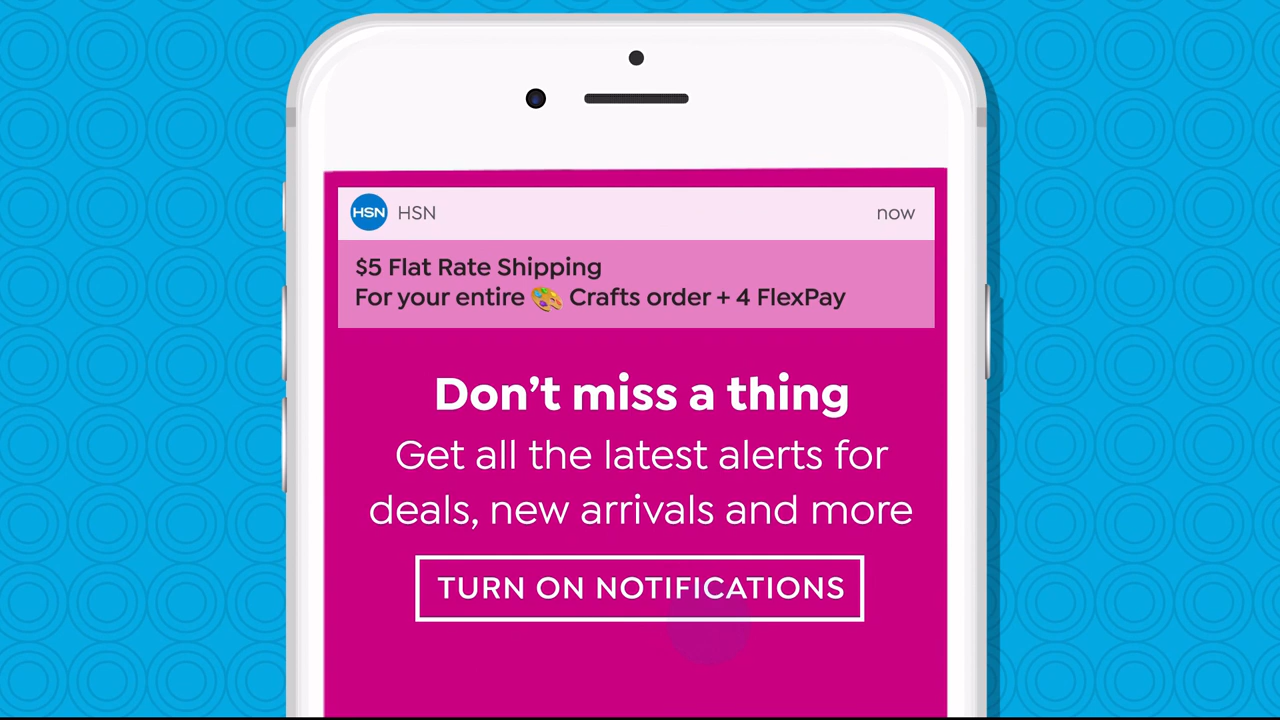 HSN HSN now
$5 Flat Rate Shipping
For your entire 🎨 Crafts order + 4 FlexPay
Don’t miss a thing
Get all the latest alerts for
deals, new arrivals and more
TURN ON NOTIFICATIONS